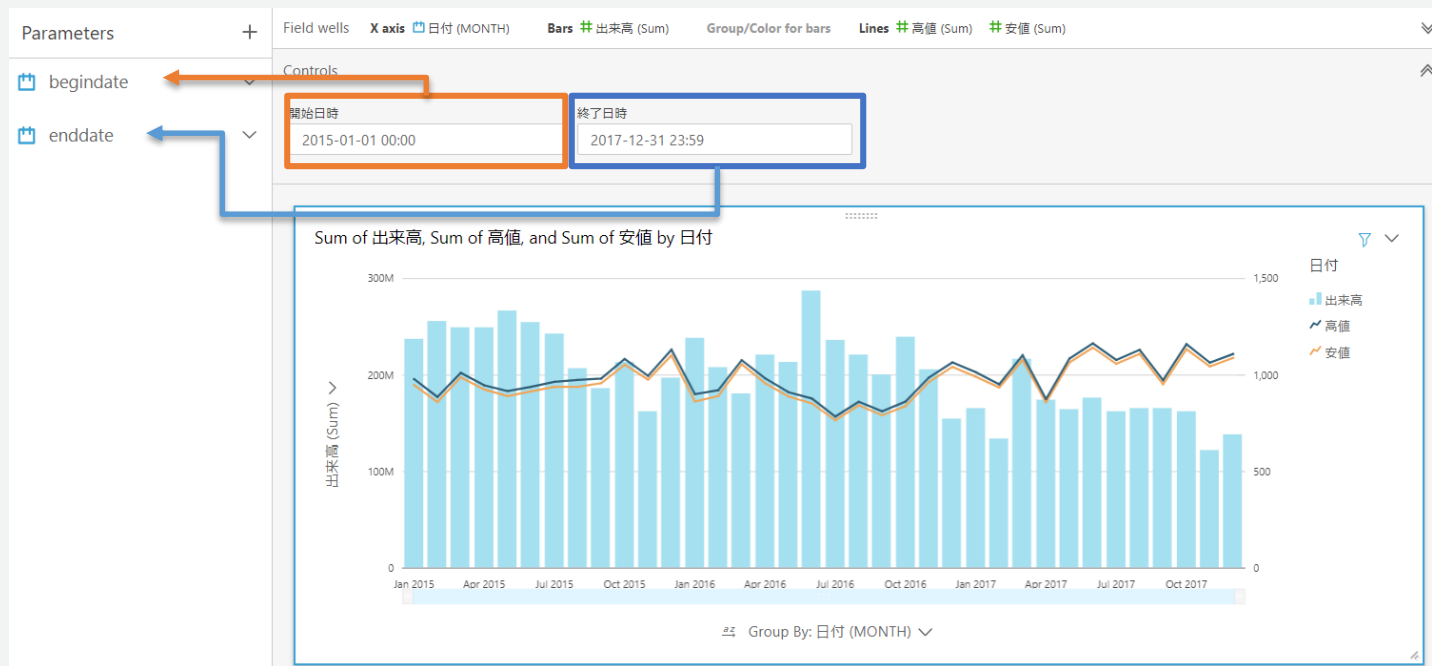 Parameters
begindate
enddate
Field wells X axis 日付 (MONTH) Bars 出来高 (Sum) Group/Color for bars Lines 高値 (Sum) 安値 (Sum)
Controls
開始日時 終了日時
2015-01-01 00:00 2017-12-31 23:59
Sum of 出来高, Sum of 高値, and Sum of 安値 by 日付
日付
出来高
高値
安値
出来高 (Sum)
300M
200M
100M
0
1,500
1,000
500
0
Jan 2015 Apr 2015 Jul 2015 Oct 2015 Jan 2016 Apr 2016 Jul 2016 Oct 2016 Jan 2017 Apr 2017 Jul 2017 Oct 2017
az Group By: 日付 (MONTH)